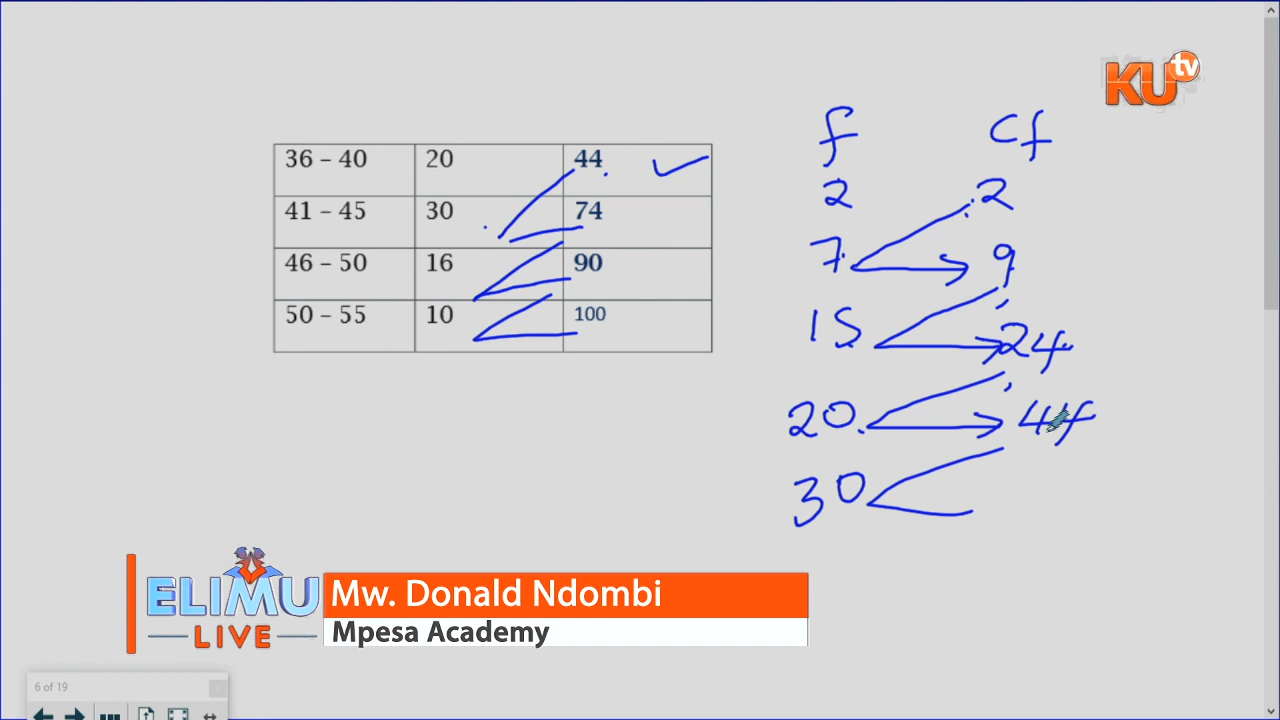 KU tv
f cf
36 – 40 20 44
2 2
41 – 45 30 74
7 9
46 – 50 16 90
50 – 55 10 100
15 24
20 44
30
ELIMU
LIVE
Mw. Donald Ndombi
Mpesa Academy
6 of 19